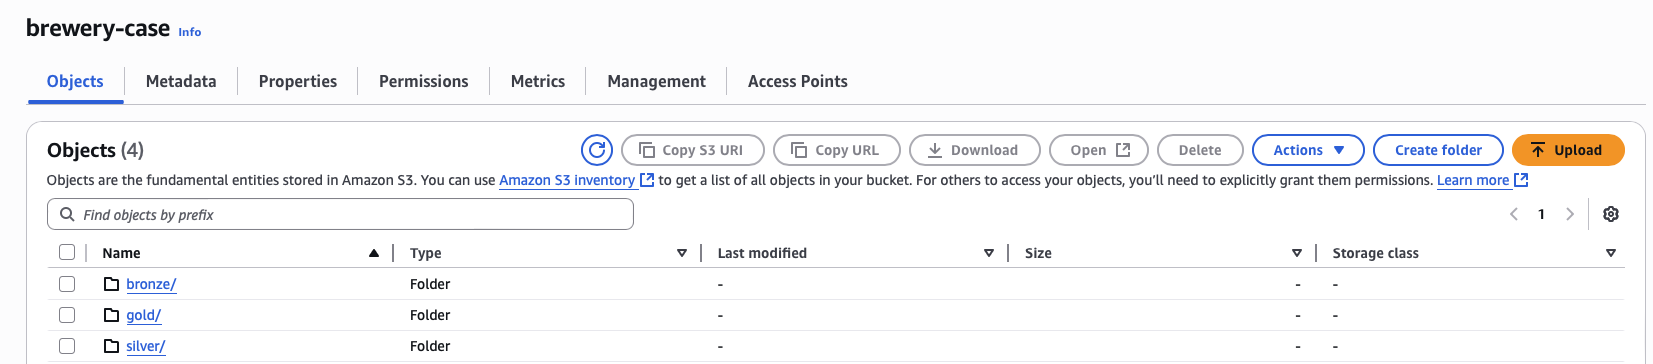 brewery-case Info
Objects Metadata Properties Permissions Metrics Management Access Points
Objects (4) Copy S3 URI Copy URL Download Open Delete Actions Create folder Upload
Objects are the fundamental entities stored in Amazon S3. You can use Amazon S3 inventory to get a list of all objects in your bucket. For others to access your objects, you'll need to explicitly grant them permissions. Learn more
Find objects by prefix 1
Name Type Last modified Size Storage class
bronze/ Folder - - -
gold/ Folder - - -
silver/ Folder - - -